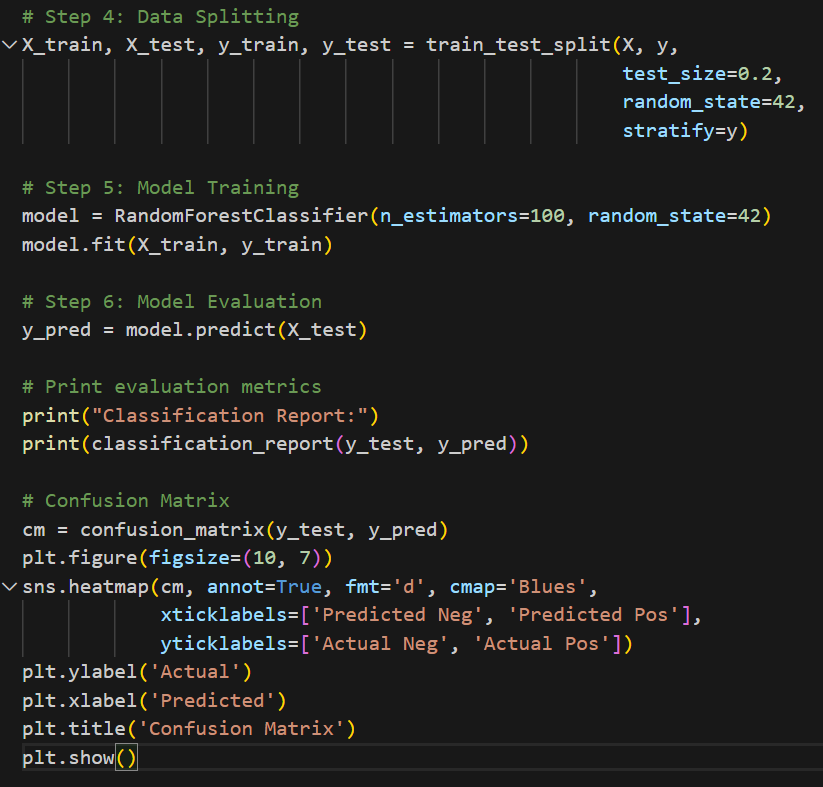 # Step 4: Data Splitting
X_train, X_test, y_train, y_test = train_test_split(X, y,
test_size=0.2,
random_state=42,
stratify=y)
# Step 5: Model Training
model = RandomForestClassifier(n_estimators=100, random_state=42)
model.fit(X_train, y_train)
# Step 6: Model Evaluation
y_pred = model.predict(X_test)
# Print evaluation metrics
print("Classification Report:")
print(classification_report(y_test, y_pred))
# Confusion Matrix
cm = confusion_matrix(y_test, y_pred)
plt.figure(figsize=(10, 7))
sns.heatmap(cm, annot=True, fmt='d', cmap='Blues',
xticklabels=['Predicted Neg', 'Predicted Pos'],
yticklabels=['Actual Neg', 'Actual Pos'])
plt.ylabel('Actual')
plt.xlabel('Predicted')
plt.title('Confusion Matrix')
plt.show()